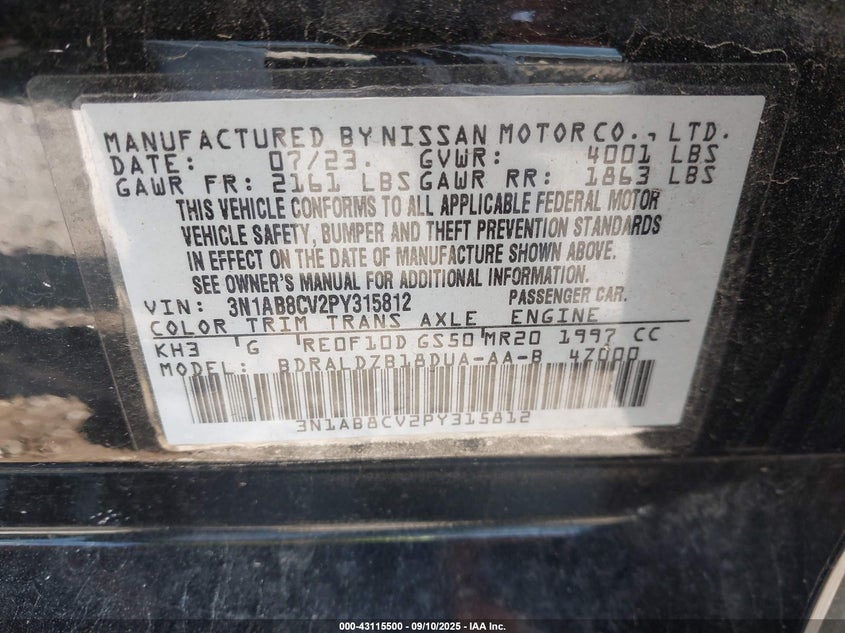 MANUFACTURED BY NISSAN MOTOR CO., LTD.
DATE: 07/23. GVWR: 4001 LBS
GAWR FR: 2161 LBS GAWR RR: 1863 LBS
THIS VEHICLE CONFORMS TO ALL APPLICABLE FEDERAL MOTOR
VEHICLE SAFETY, BUMPER AND THEFT PREVENTION STANDARDS
IN EFFECT ON THE DATE OF MANUFACTURE SHOWN ABOVE.
SEE OWNER'S MANUAL FOR ADDITIONAL INFORMATION.
VIN: 3N1AB8CV2PY315812 PASSENGER CAR.
COLOR TRIM TRANS AXLE ENGINE
KH3 'G RE0F10D GS50 'MR20 1997 CC
MODEL: BDRALDZB18DUA-AA-B 4Z000
3N1AB8CV2PY315812
000-43115500 - 09/10/2025 - IAA Inc.